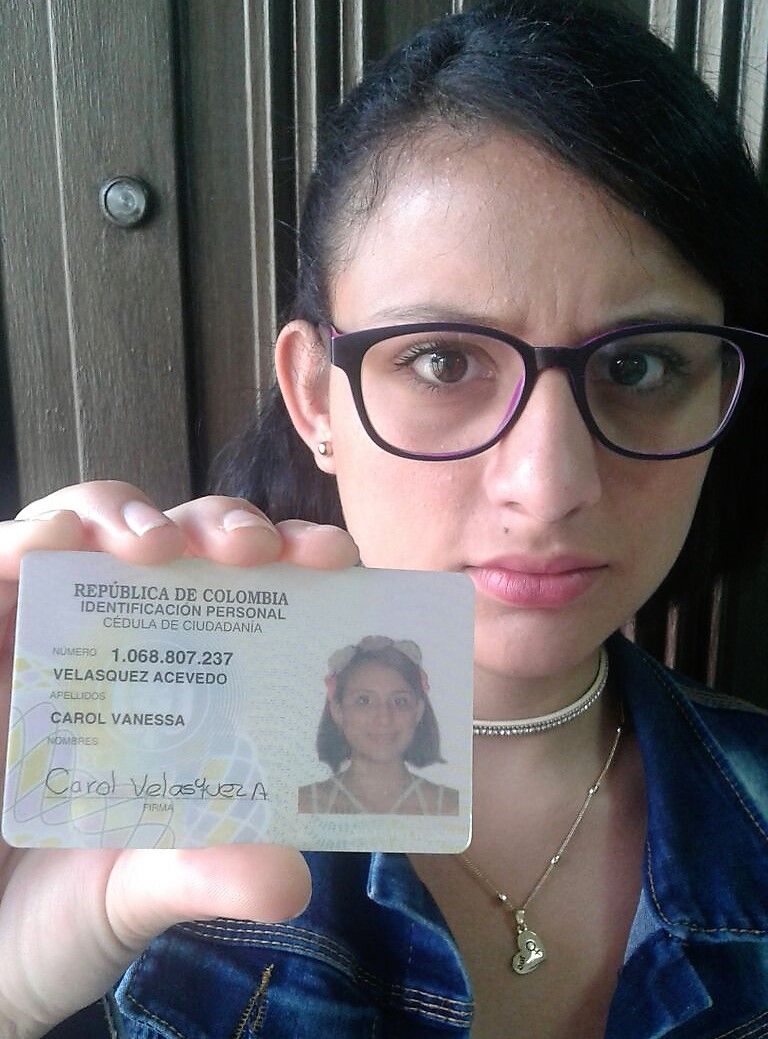 REPÚBLICA DE COLOMBIA
IDENTIFICACIÓN PERSONAL
CÉDULA DE CIUDADANÍA
NÚMERO 1.068.807.237
VELASQUEZ ACEVEDO
APELLIDOS
CAROL VANESSA
NOMBRES
Carol Velasquez A
FIRMA